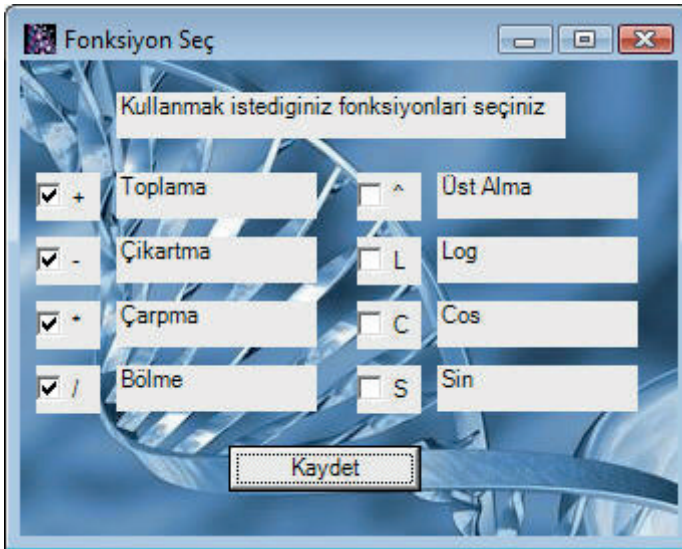 Fonksiyon Seç
Kullanmak istediginiz fonksiyonlari seçiniz
+ Toplama ^ Üst Alma
- Çikartma L Log
* Çarpma C Cos
/ Bölme S Sin
Kaydet